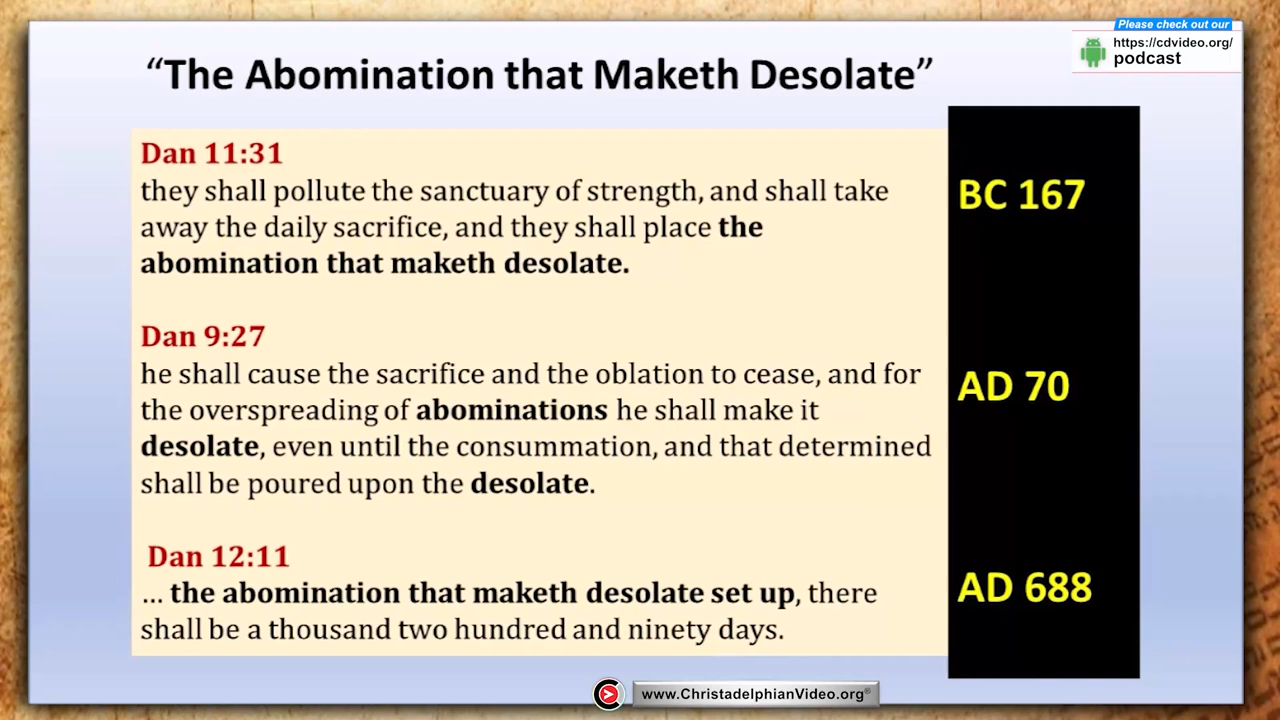 Please check out our
https://cdvideo.org/
podcast
“The Abomination that Maketh Desolate”
Dan 11:31
they shall pollute the sanctuary of strength, and shall take
away the daily sacrifice, and they shall place the
abomination that maketh desolate.
BC 167
Dan 9:27
he shall cause the sacrifice and the oblation to cease, and for
the overspreading of abominations he shall make it
desolate, even until the consummation, and that determined
shall be poured upon the desolate.
AD 70
Dan 12:11
... the abomination that maketh desolate set up, there
shall be a thousand two hundred and ninety days.
AD 688
www.ChristadelphianVideo.org®